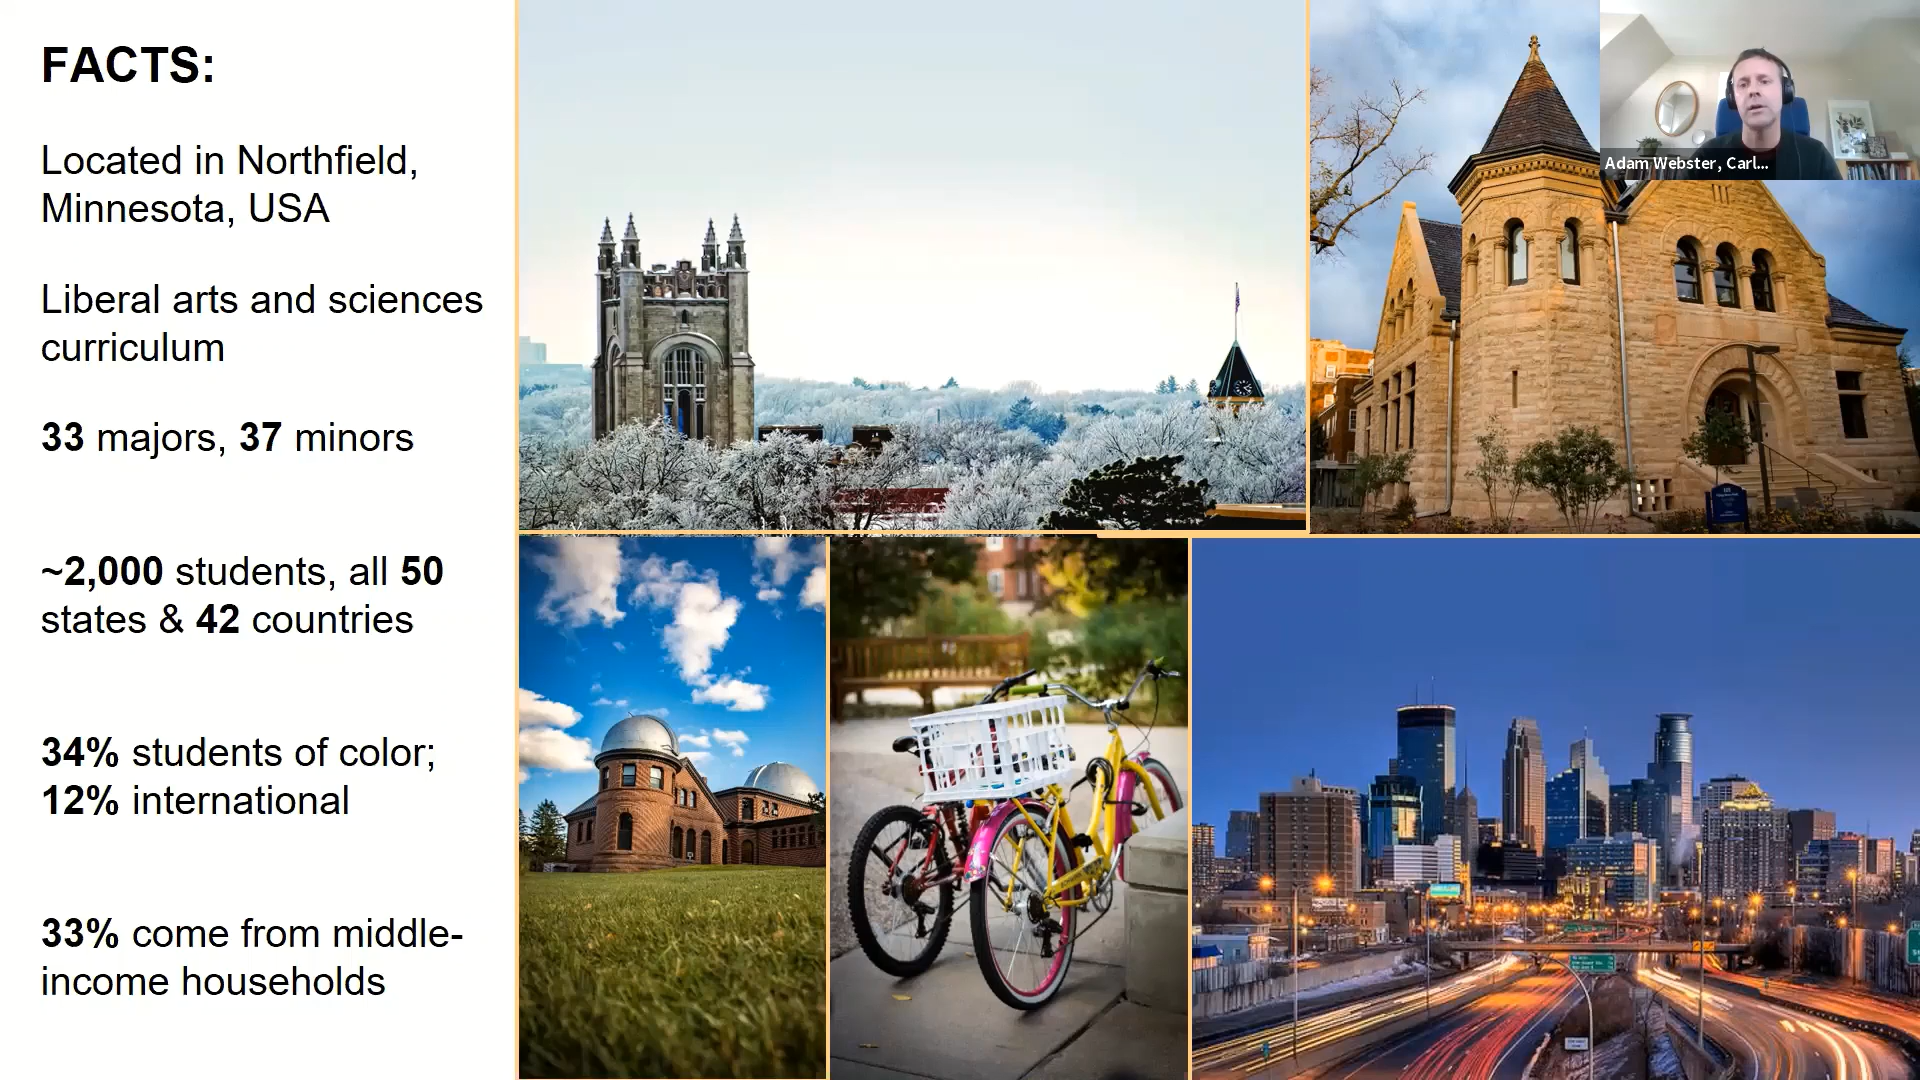 FACTS:
Located in Northfield,
Minnesota, USA
Liberal arts and sciences
curriculum
33 majors, 37 minors
~2,000 students, all 50
states & 42 countries
34% students of color;
12% international
33% come from middle-
income households
Adam Webster, Carl...